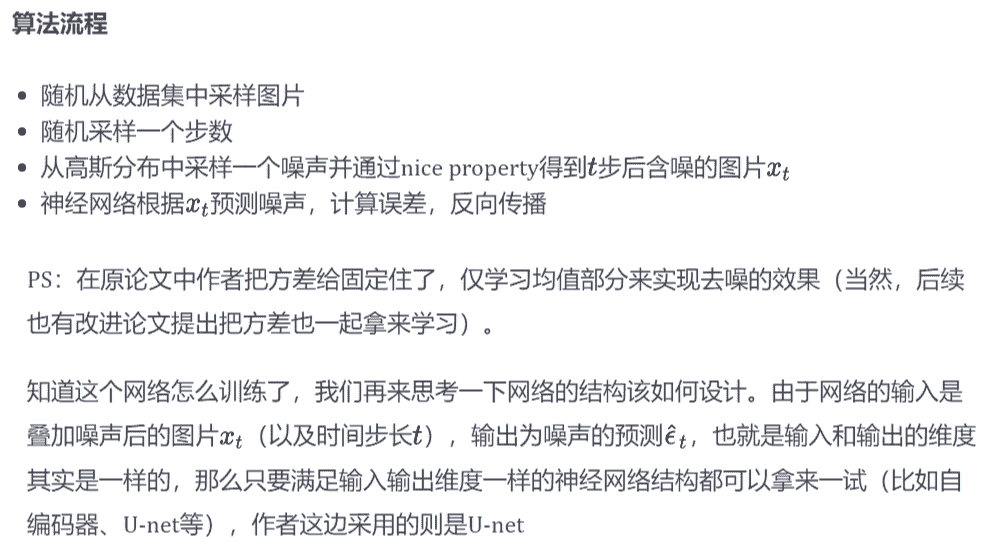 算法流程
• 随机从数据集中采样图片
• 随机采样一个步数
• 从高斯分布中采样一个噪声并通过nice property得到t步后含噪的图片xₜ
• 神经网络根据xₜ预测噪声，计算误差，反向传播
PS：在原论文中作者把方差给固定住了，仅学习均值部分来实现去噪的效果（当然，后续
也有改进论文提出把方差也一起拿来学习）。
知道这个网络怎么训练了，我们再来思考一下网络的结构该如何设计。由于网络的输入是
叠加噪声后的图片xₜ（以及时间步长t），输出为噪声的预测ϵ̂ₜ，也就是输入和输出的维度
其实是一样的，那么只要满足输入输出维度一样的神经网络结构都可以拿来一试（比如自
编码器、U-net等），作者这边采用的则是U-net